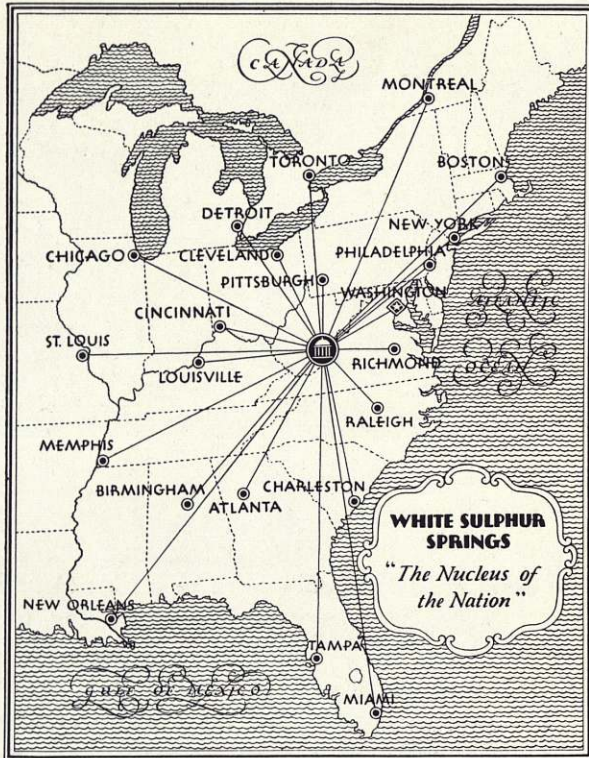 CANADA
MONTREAL
TORONTO
BOSTON
DETROIT
NEW YORK
CHICAGO
CLEVELAND
PHILADELPHIA
PITTSBURGH
WASHINGTON
ATLANTIC
OCEAN
CINCINNATI
ST. LOUIS
RICHMOND
LOUISVILLE
RALEIGH
MEMPHIS
BIRMINGHAM
ATLANTA
CHARLESTON
WHITE SULPHUR
SPRINGS
"The Nucleus of
the Nation"
NEW ORLEANS
TAMPA
GULF OF MEXICO
MIAMI